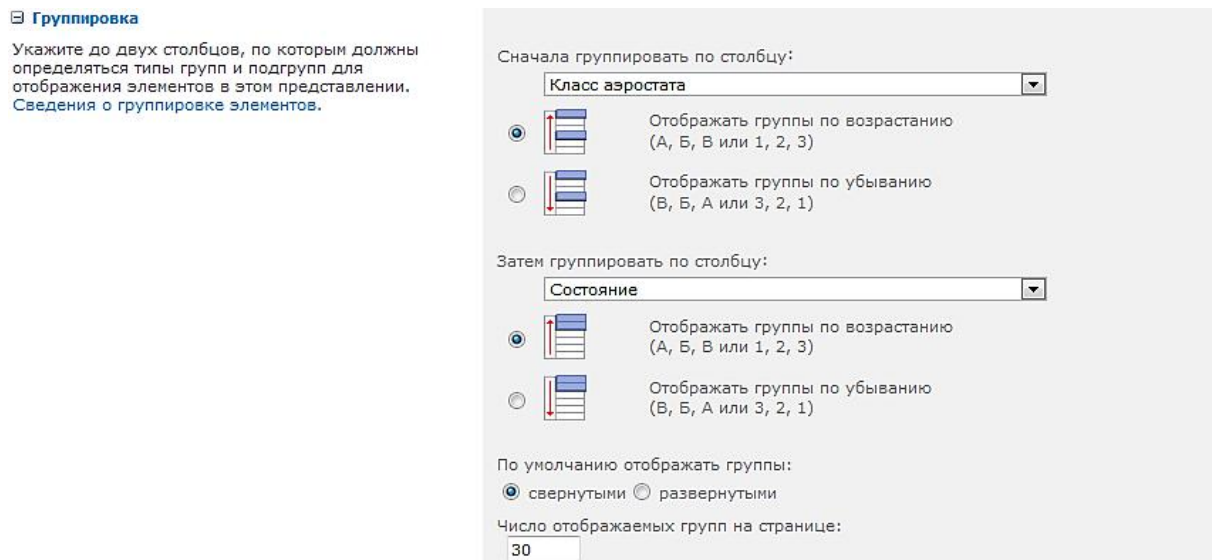 Группировка
Укажите до двух столбцов, по которым должны
определяться типы групп и подгрупп для
отображения элементов в этом представлении.
Сведения о группировке элементов.
Сначала группировать по столбцу:
Класс аэростата
Отображать группы по возрастанию
(А, Б, В или 1, 2, 3)
Отображать группы по убыванию
(В, Б, А или 3, 2, 1)
Затем группировать по столбцу:
Состояние
Отображать группы по возрастанию
(А, Б, В или 1, 2, 3)
Отображать группы по убыванию
(В, Б, А или 3, 2, 1)
По умолчанию отображать группы:
свернутыми развернутыми
Число отображаемых групп на странице:
30